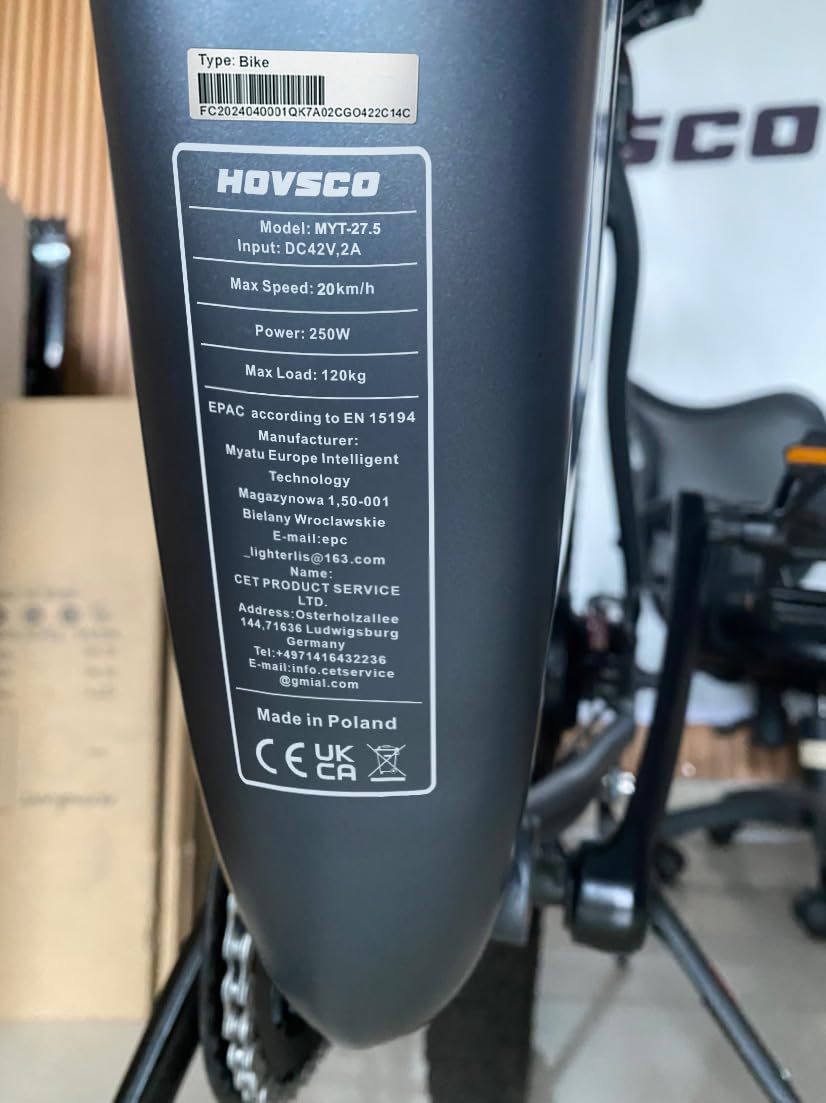 Type: Bike
FC2024040001QK7A02CGO422C14C
HOVSCO
Model: MYT-27.5
Input: DC42V,2A
Max Speed: 20km/h
Power: 250W
Max Load: 120kg
EPAC according to EN 15194
Manufacturer:
Myatu Europe Intelligent
Technology
Magazynowa 1,50-001
Bielany Wroclawskie
E-mail:epc
_lighterlis@163.com
Name:
CET PRODUCT SERVICE
LTD.
Address:Osterholzallee
144,71636 Ludwigsburg
Germany
Tel:+4971416432236
E-mail:info.cetservice
@gmial.com
Made in Poland
CE UK
CA
SCO